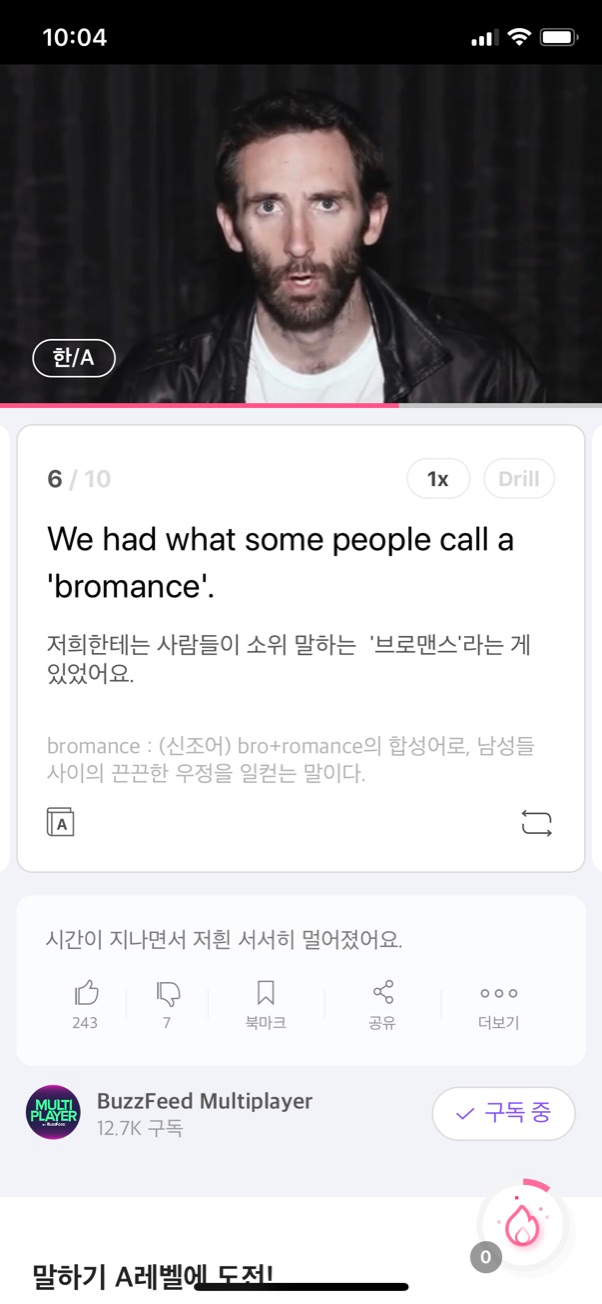 10:04
한/A
6 / 10
1x
Drill
We had what some people call a
'bromance'.
저희한테는 사람들이 소위 말하는 '브로맨스'라는 게
있었어요.
bromance : (신조어) bro+romance의 합성어로, 남성들
사이의 끈끈한 우정을 일컫는 말이다.
A
시간이 지나면서 저흰 서서히 멀어졌어요.
243
7
북마크
공유
더보기
MULTI
PLAYER
BuzzFeed Multiplayer
12.7K 구독
구독 중
0
말하기 A레벨에 도전!